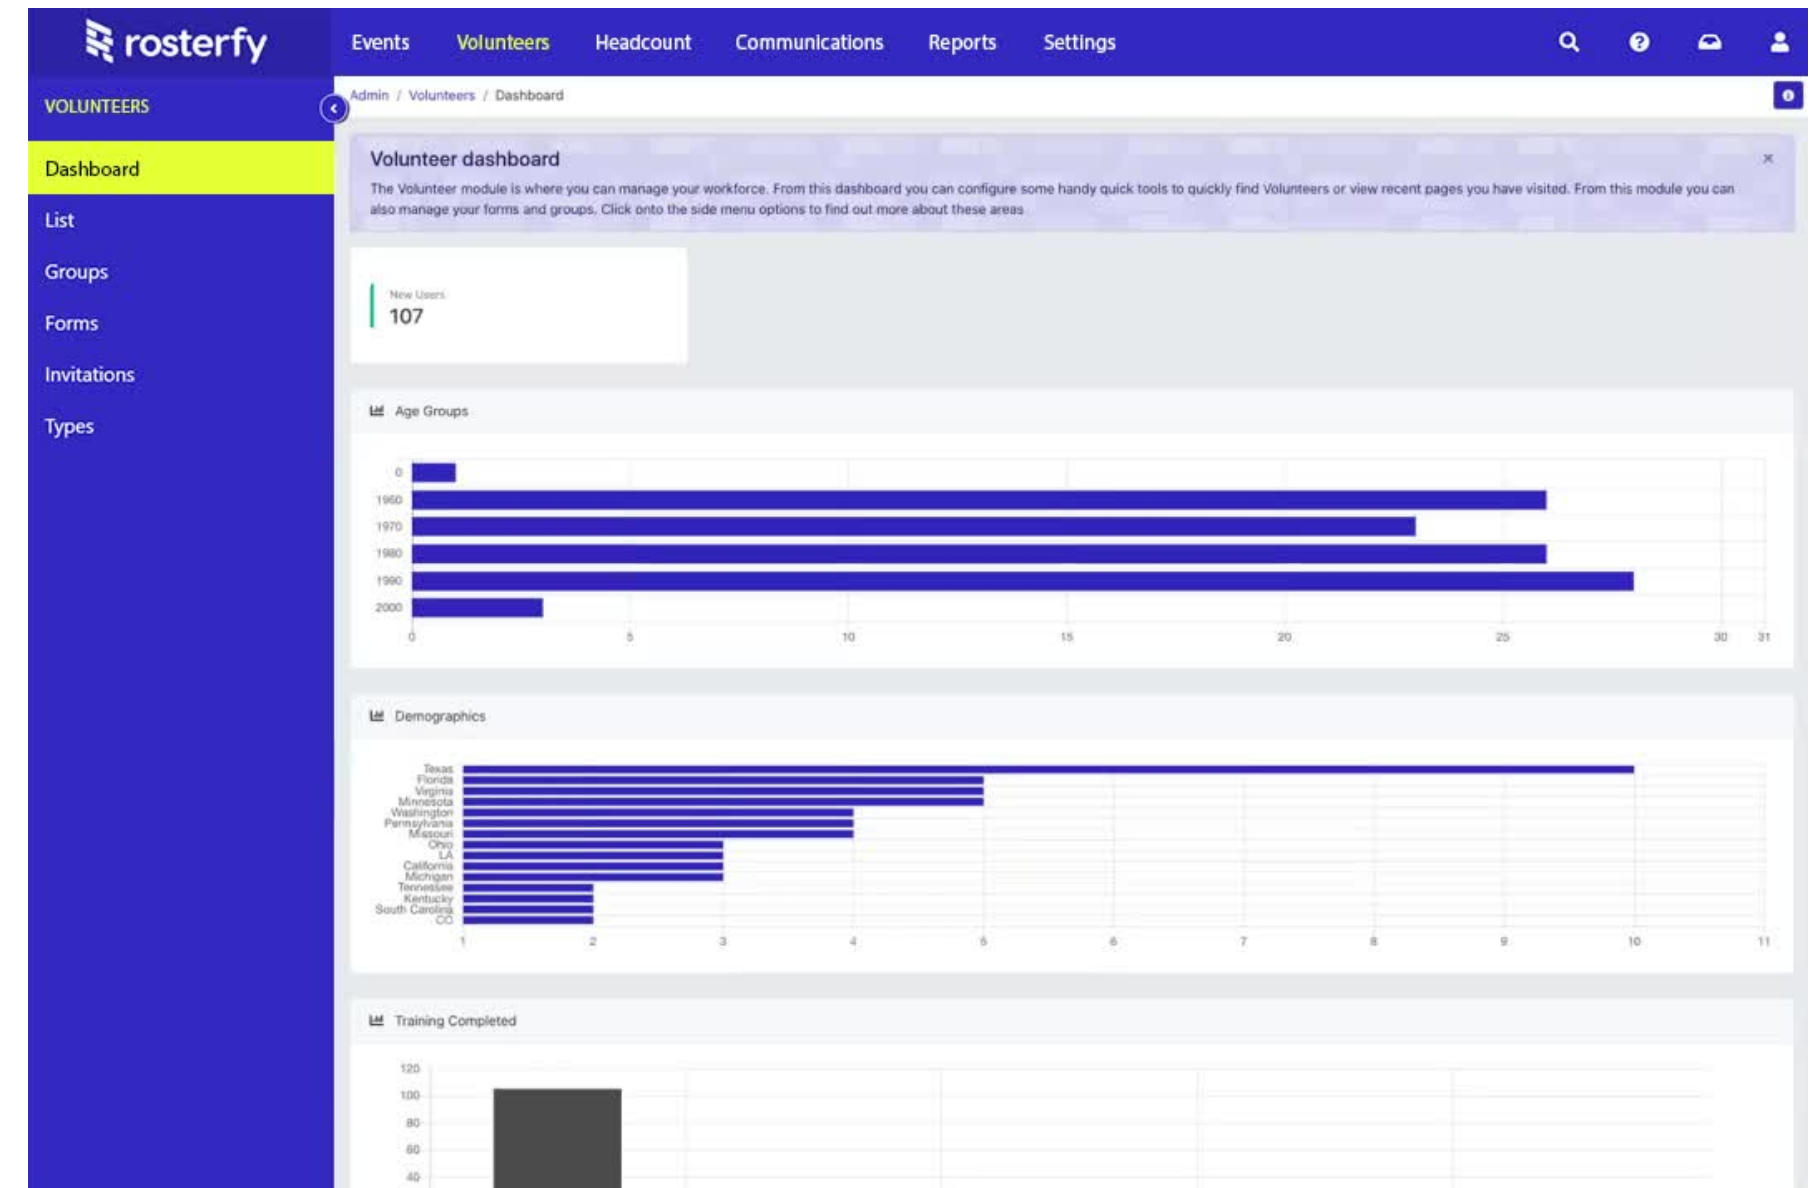 rosterfy
Events Volunteers Headcount Communications Reports Settings
VOLUNTEERS
Admin / Volunteers / Dashboard
Dashboard
List
Groups
Forms
Invitations
Types
Volunteer dashboard
The Volunteer module is where you can manage your workforce. From this dashboard you can configure some handy quick tools to quickly find Volunteers or view recent pages you have visited. From this module you can
also manage your forms and groups. Click onto the side menu options to find out more about these areas
New Users
107
Age Groups
0
1960
1970
1980
1990
2000
0 5 10 15 20 25 30 31
Demographics
Texas
Florida
Virginia
Minnesota
Washington
Pennsylvania
Missouri
Ohio
LA
California
Michigan
Tennessee
Kentucky
South Carolina
CO
1 2 3 4 5 6 7 8 9 10 11
Training Completed
120
100
80
60
40